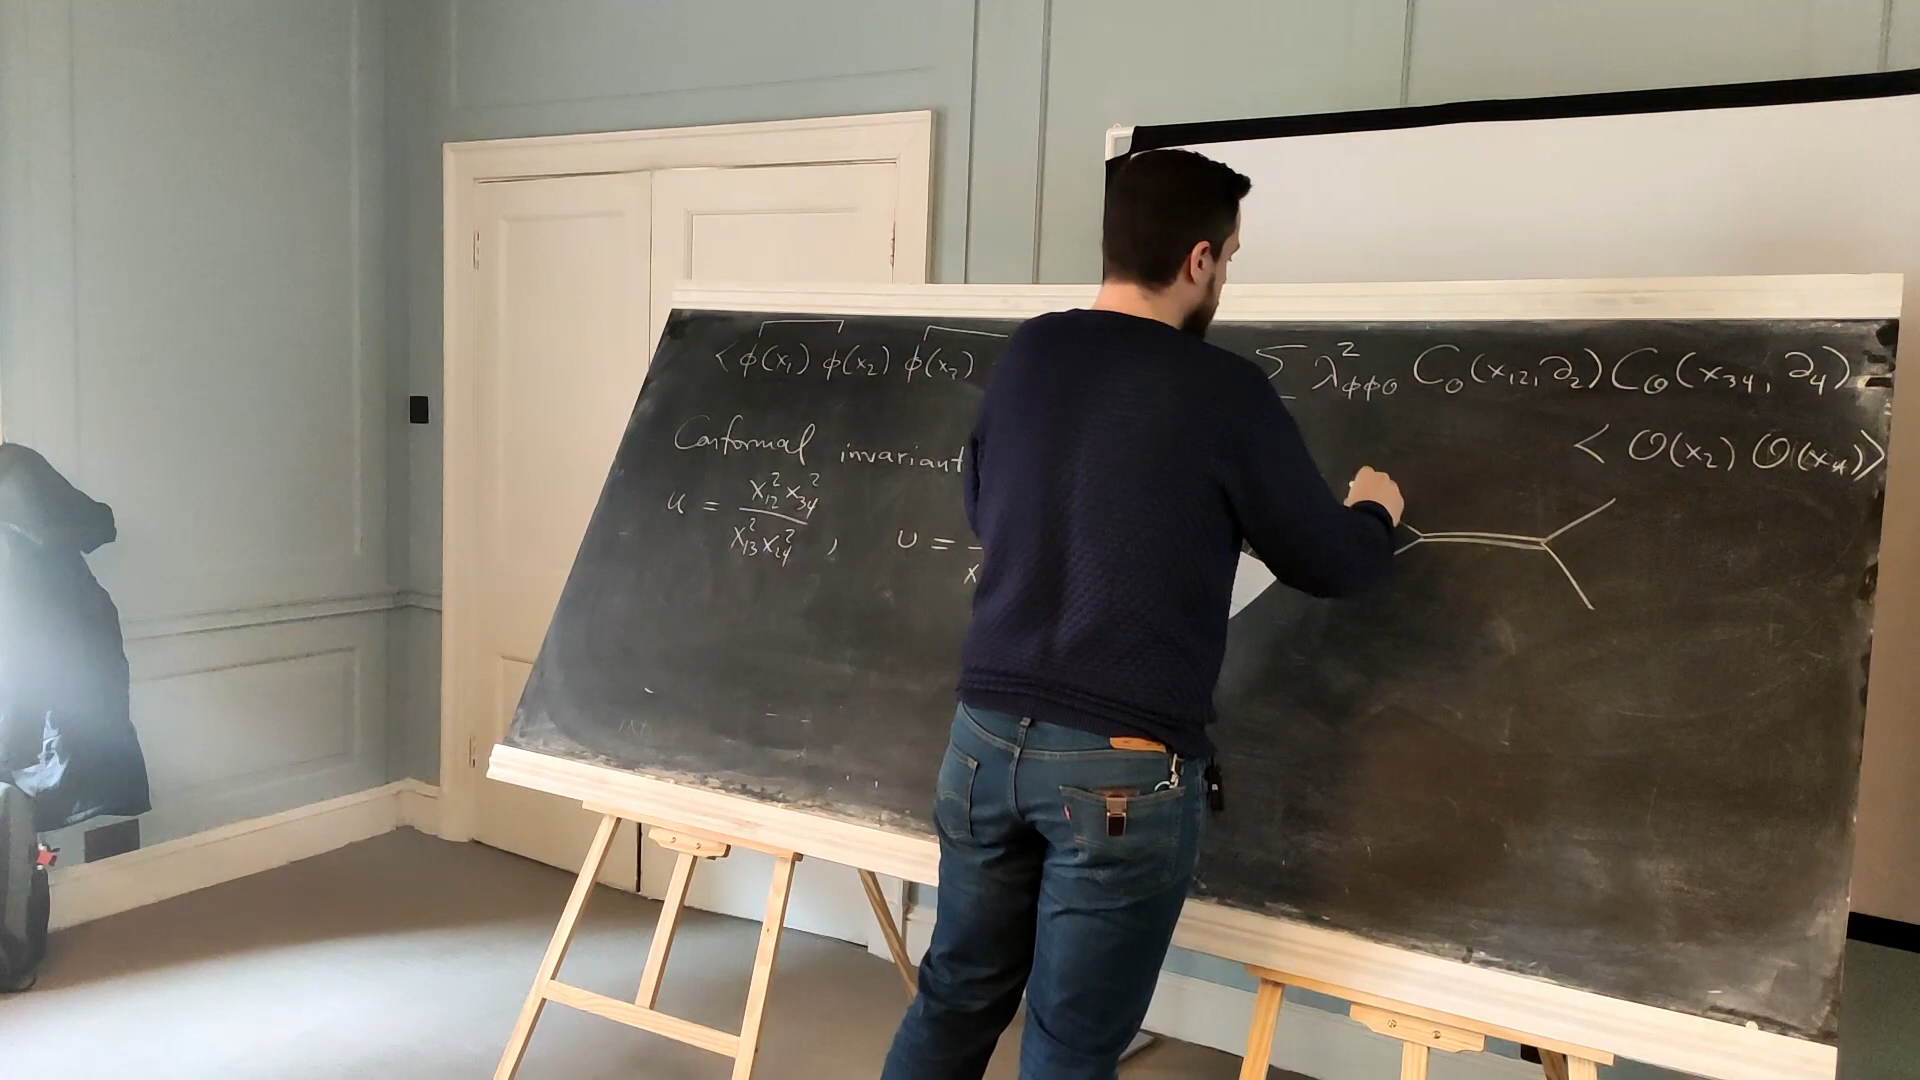 <ϕ(x₁) ϕ(x₂) ϕ(x₃) Σ λ²_ϕϕO C_O(x₁₂,∂₂) C_O(x₃₄, ∂₄)
< O(x₂) O(x₄)>
Conformal invariant
u = x₁₂² x₃₄² / x₁₃² x₂₄² , υ = x